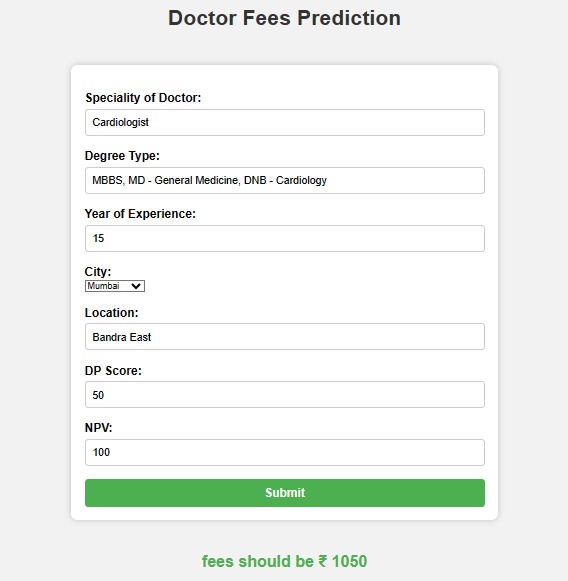 Doctor Fees Prediction
Speciality of Doctor:
Cardiologist
Degree Type:
MBBS, MD - General Medicine, DNB - Cardiology
Year of Experience:
15
City:
Mumbai
Location:
Bandra East
DP Score:
50
NPV:
100
Submit
fees should be ₹ 1050